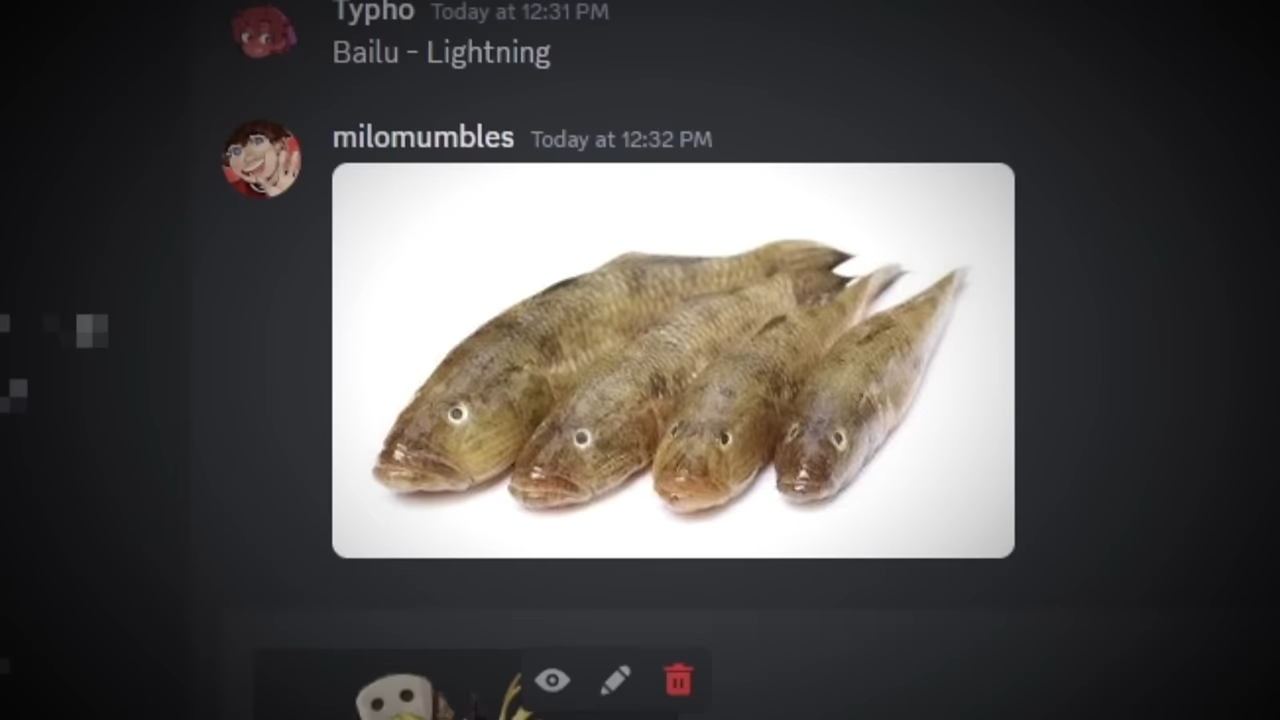 Typho Today at 12:31 PM
Bailu - Lightning
milomumbles Today at 12:32 PM